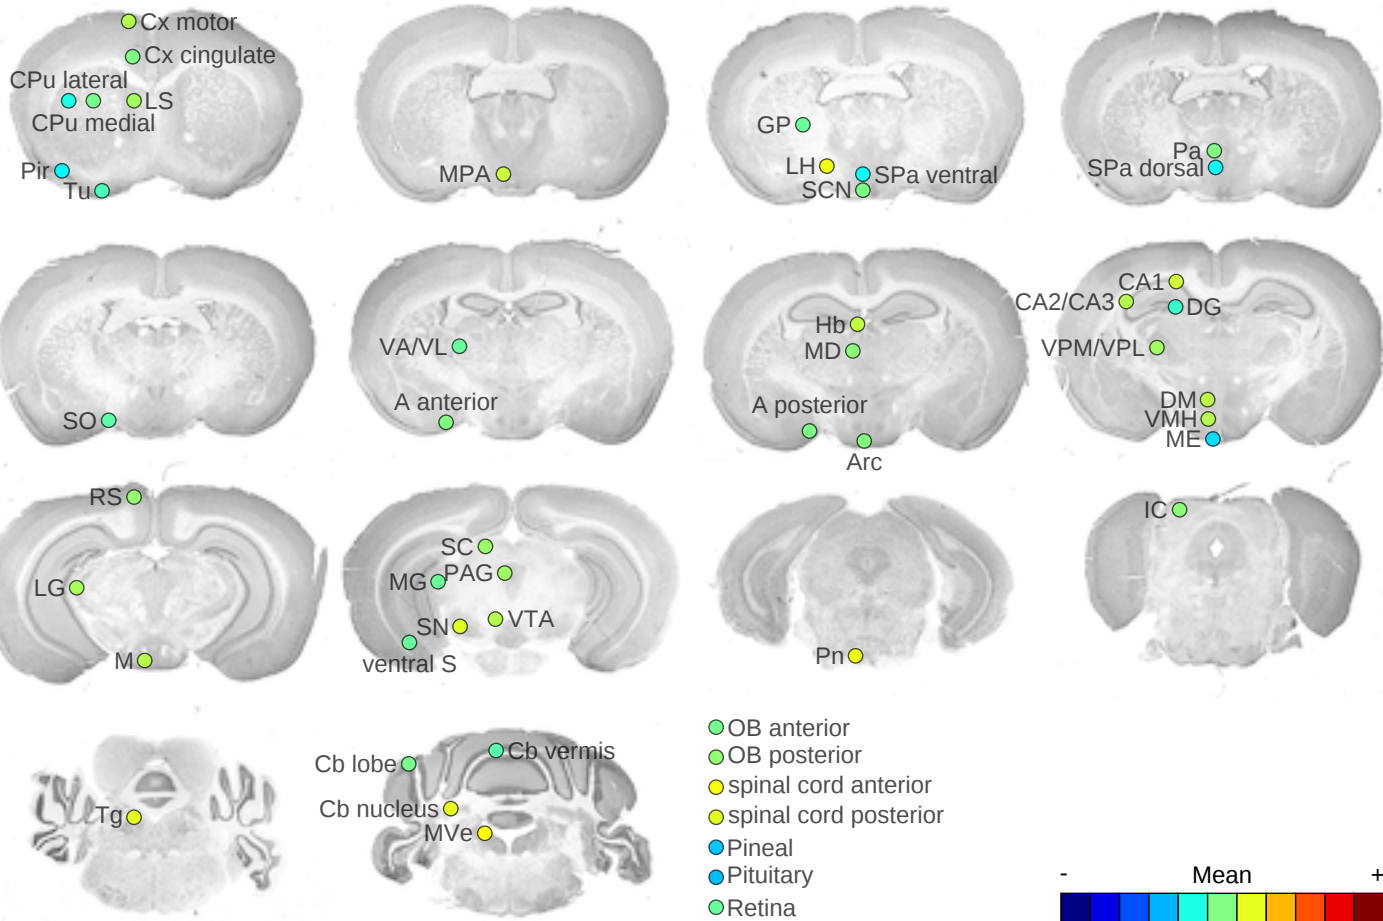 Cx motor
Cx cingulate
CPu lateral
LS
CPu medial
Pir
Tu
MPA
GP
LH
SPa ventral
SCN
Pa
SPa dorsal
SO
VA/VL
A anterior
Hb
MD
A posterior
Arc
CA1
CA2/CA3
DG
VPM/VPL
DM
VMH
ME
RS
LG
M
SC
PAG
MG
SN
VTA
ventral S
Pn
IC
Tg
Cb lobe
Cb vermis
Cb nucleus
MVe
OB anterior
OB posterior
spinal cord anterior
spinal cord posterior
Pineal
Pituitary
Retina
- Mean +